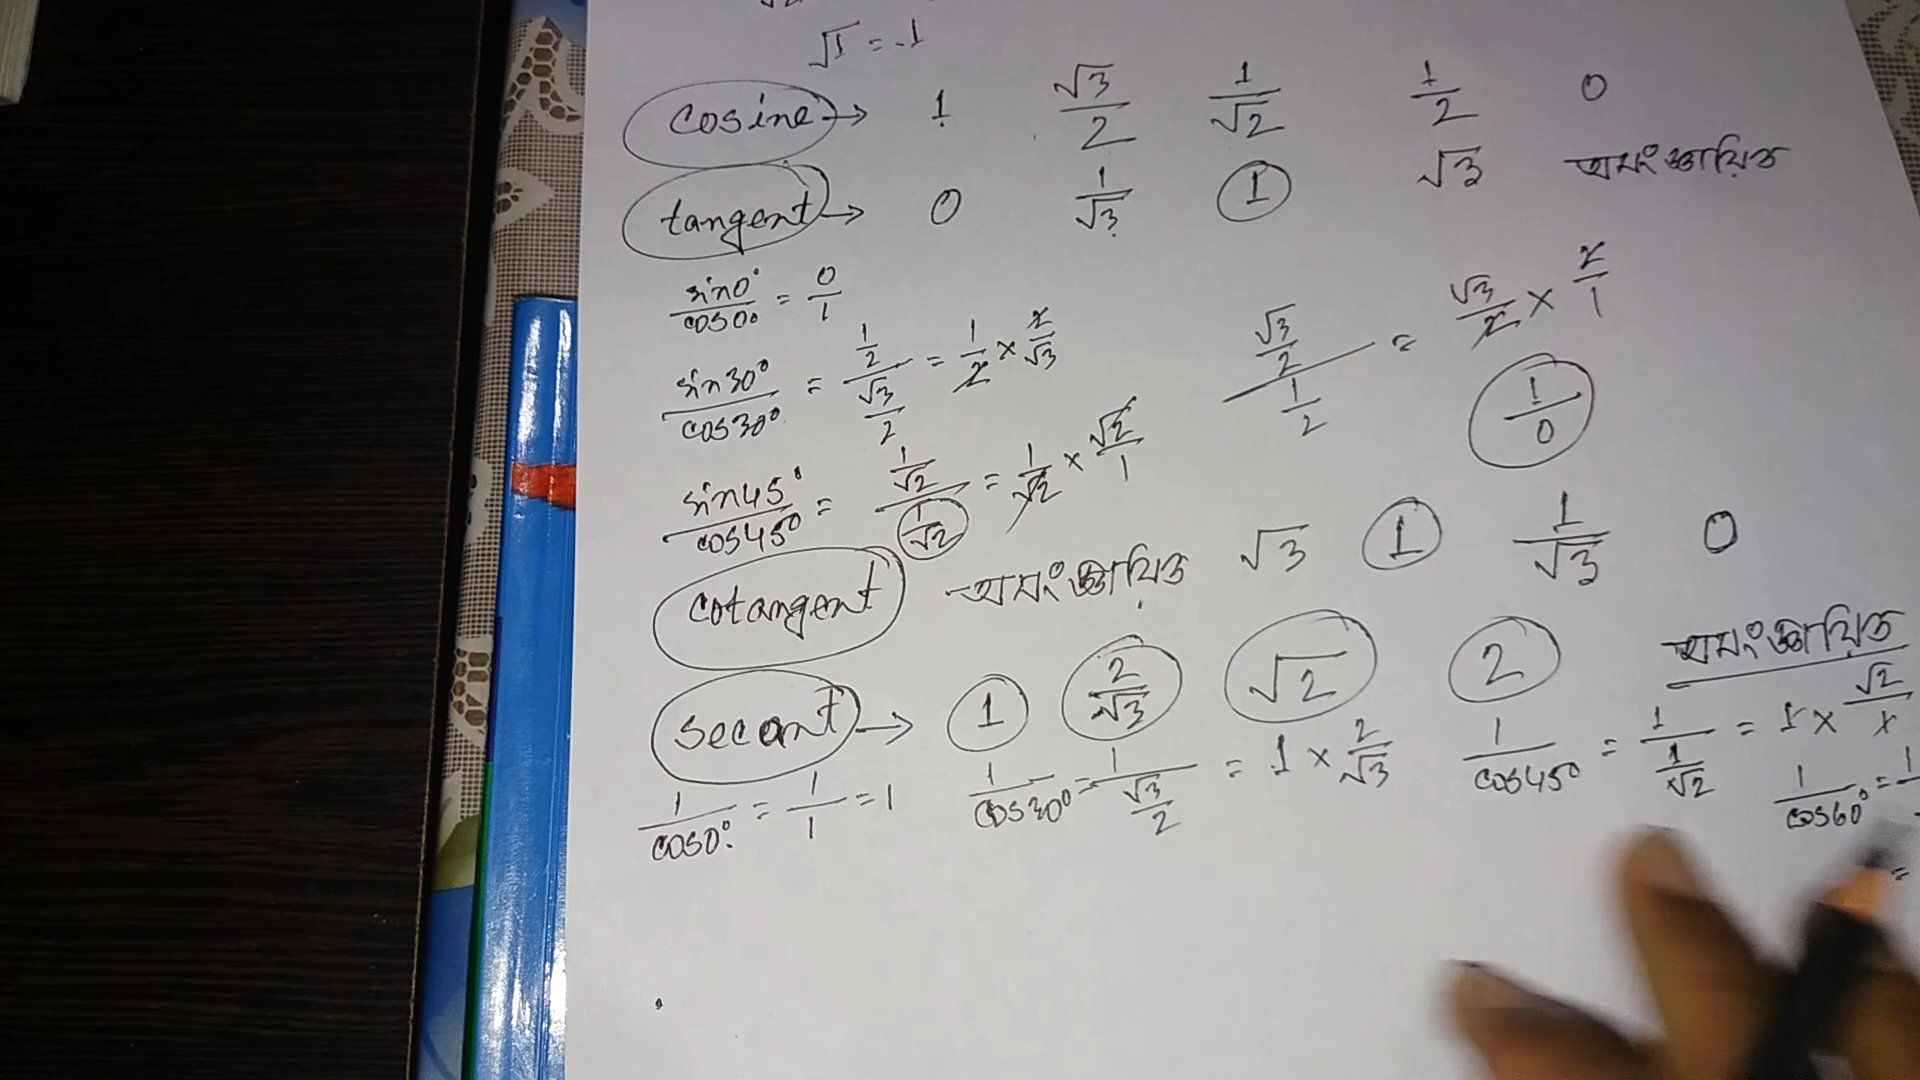 √1 = 1
cosine → 1 √3/2 1/√2 1/2 0
tangent → 0 1/√3 1 √3 অসংজ্ঞায়িত
sin0°/cos0° = 0/1
sin30°/cos30° = (1/2)/(√3/2) = 1/2 × 2/√3
(√3/2)/(1/2) = √3/2 × 2/1
1/0
sin45°/cos45° = (1/√2)/(1/√2) = 1/√2 × √2/1
cotangent অসংজ্ঞায়িত √3 1 1/√3 0
secant → 1 2/√3 √2 2 অসংজ্ঞায়িত
1/cos0° = 1/1 = 1
1/cos30° = 1/(√3/2) = 1 × 2/√3
1/cos45° = 1/(1/√2) = 1 × √2/1
1/cos60° = 1
=